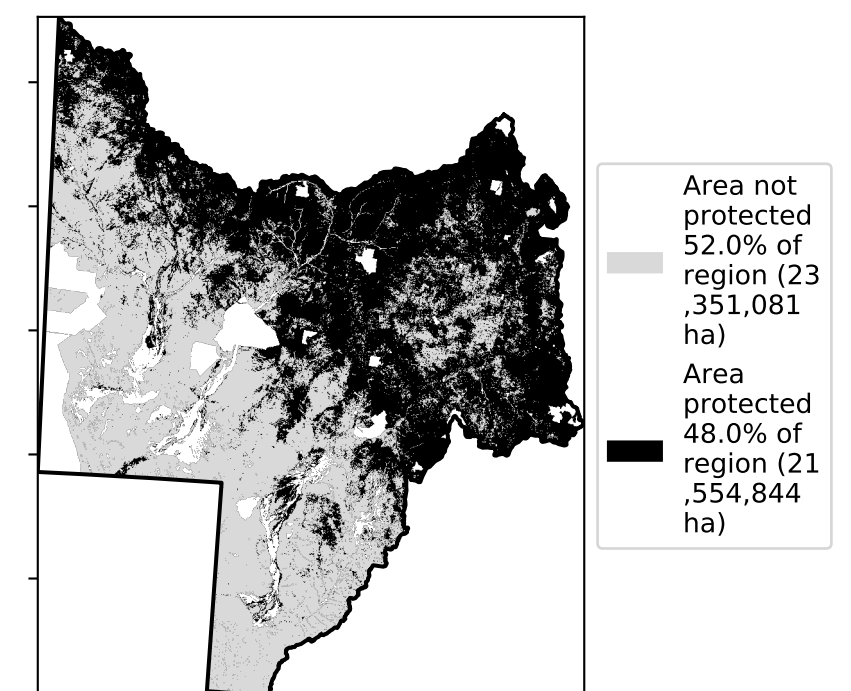 Area not
protected
52.0% of
region (23
,351,081
ha)
Area
protected
48.0% of
region (21
,554,844
ha)